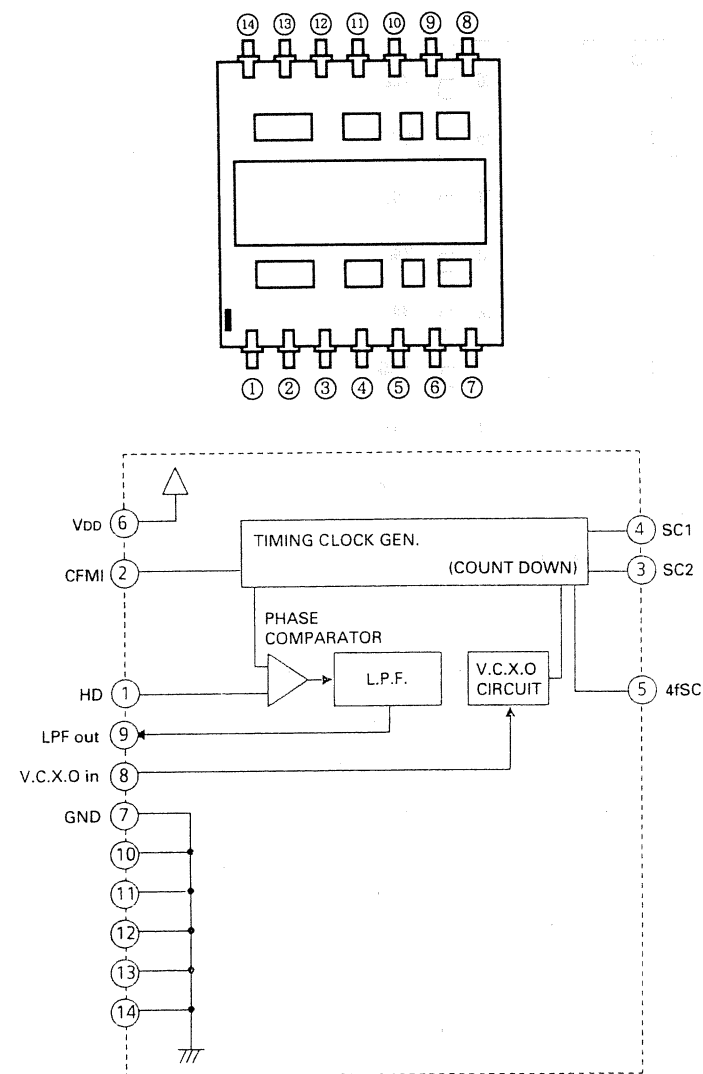 ⑭ ⑬ ⑫ ⑪ ⑩ ⑨ ⑧
① ② ③ ④ ⑤ ⑥ ⑦
VDD ⑥
TIMING CLOCK GEN.
④ SC1
CFMI ②
(COUNT DOWN)
③ SC2
PHASE
COMPARATOR
HD ①
L.P.F.
V.C.X.O
CIRCUIT
⑤ 4fSC
LPF out ⑨
V.C.X.O in ⑧
GND ⑦
⑩
⑪
⑫
⑬
⑭